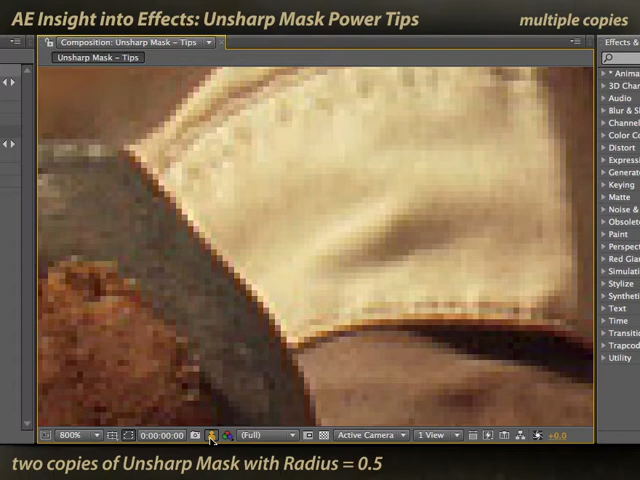 AE Insight into Effects: Unsharp Mask Power Tips
multiple copies
Composition: Unsharp Mask – Tips
Effects &
Unsharp Mask – Tips
* Anima
3D Chan
Audio
Blur & S
Channel
Color Co
Distort
Expressi
Generat
Keying
Matte
Noise &
Obsolet
Paint
Perspec
Red Gia
Simulati
Stylize
Synthet
Text
Time
Transiti
Trapcod
Utility
800%
0:00:00:00
(Full)
Active Camera
1 View
+0.0
two copies of Unsharp Mask with Radius = 0.5